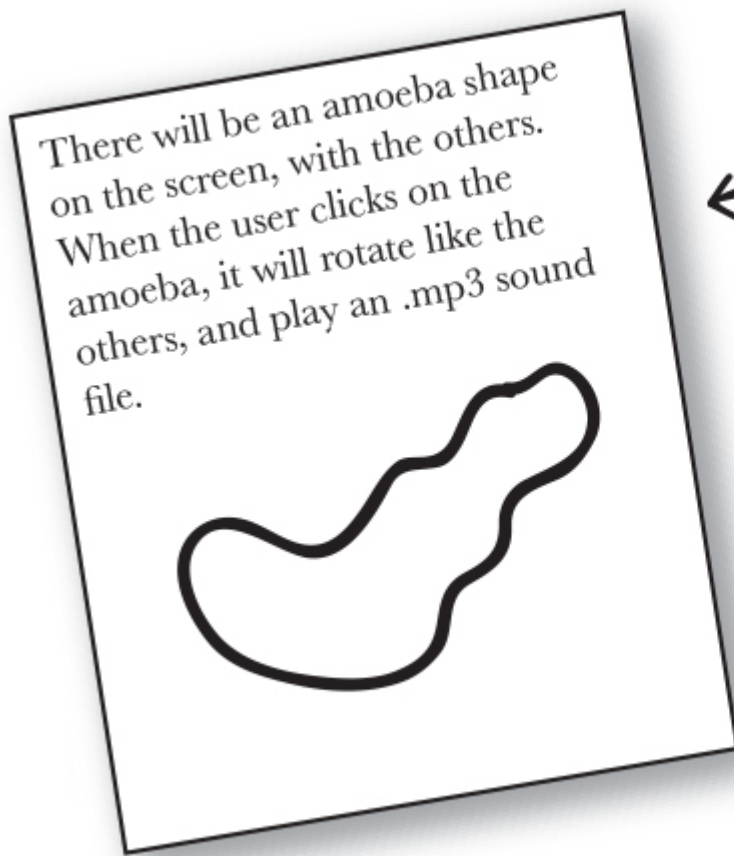 There will be an amoeba shape
on the screen, with the others.
When the user clicks on the
amoeba, it will rotate like the
others, and play an .mp3 sound
file.